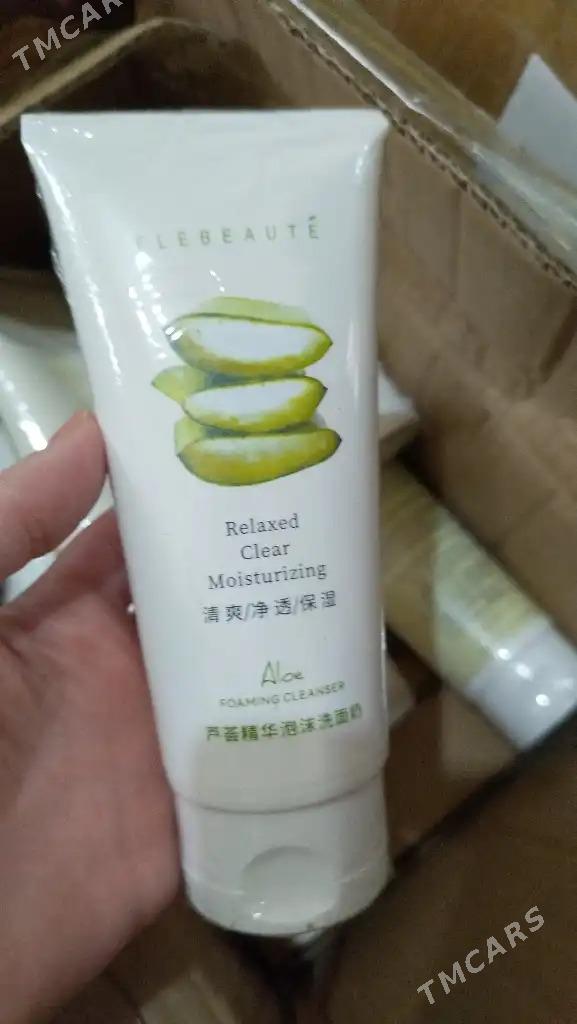 TMCARS
ELEBEAUTÉ
Relaxed
Clear
Moisturizing
清爽/净透/保湿
Aloe
FOAMING CLEANSER
芦荟精华泡沫洗面奶
TMCARS